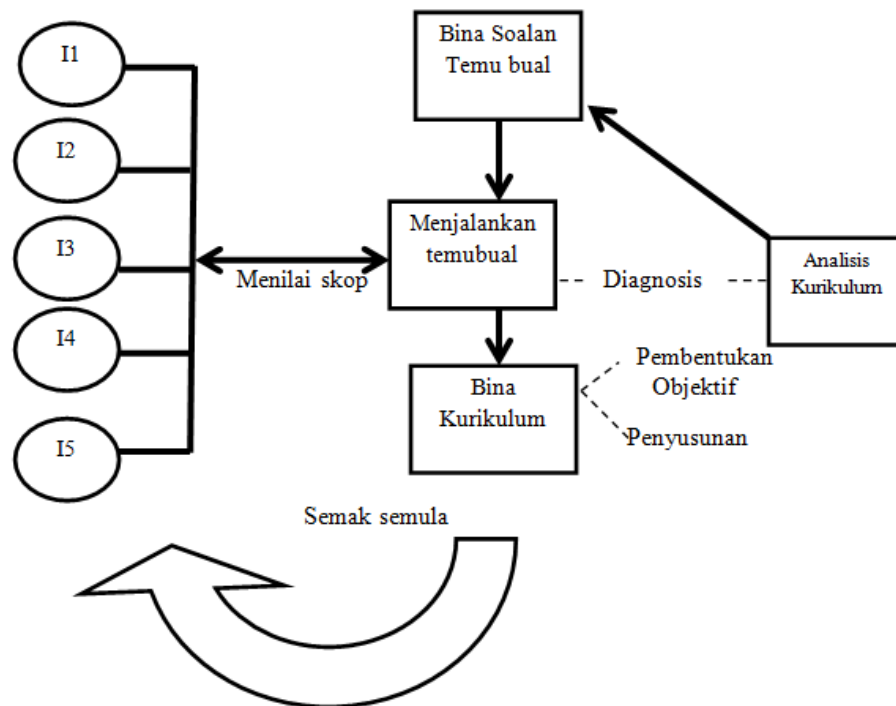 I1
I2
I3
I4
I5
Bina Soalan
Temu bual
Menjalankan
temubual
Menilai skop
Diagnosis
Analisis
Kurikulum
Bina
Kurikulum
Pembentukan
Objektif
Penyusunan
Semak semula